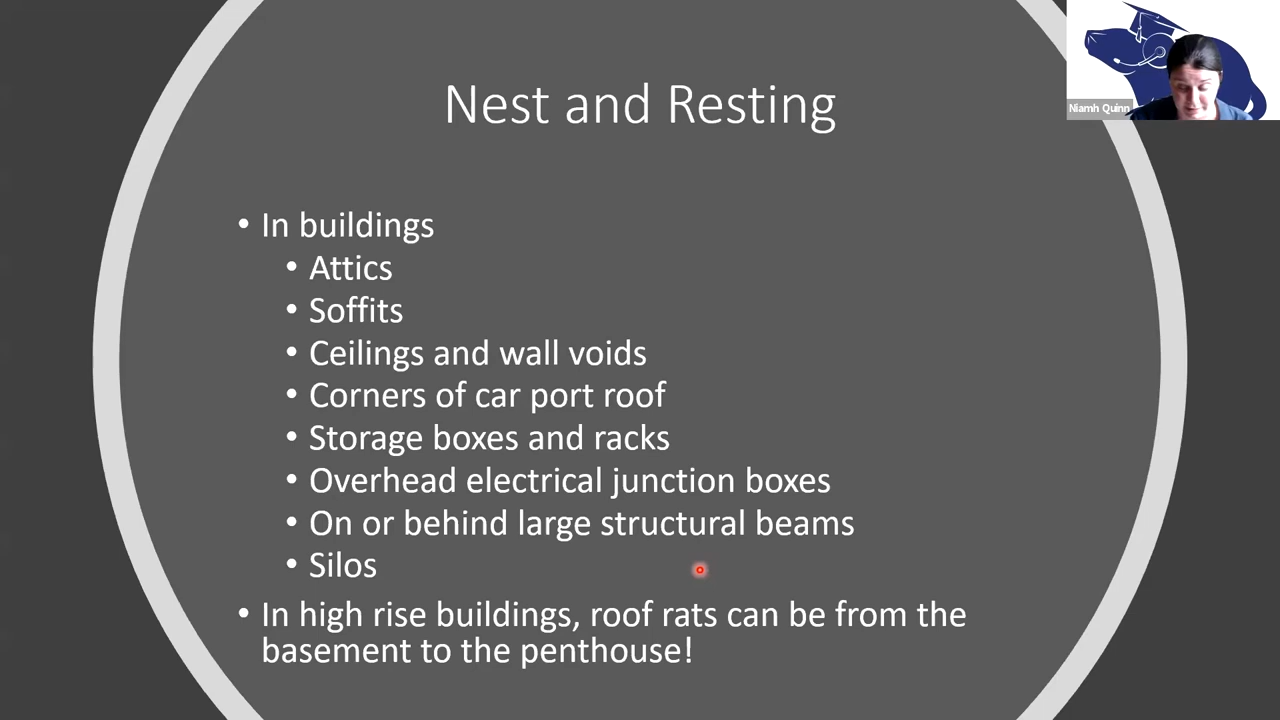 Nest and Resting
Niamh Quinn
• In buildings
• Attics
• Soffits
• Ceilings and wall voids
• Corners of car port roof
• Storage boxes and racks
• Overhead electrical junction boxes
• On or behind large structural beams
• Silos
• In high rise buildings, roof rats can be from the
basement to the penthouse!